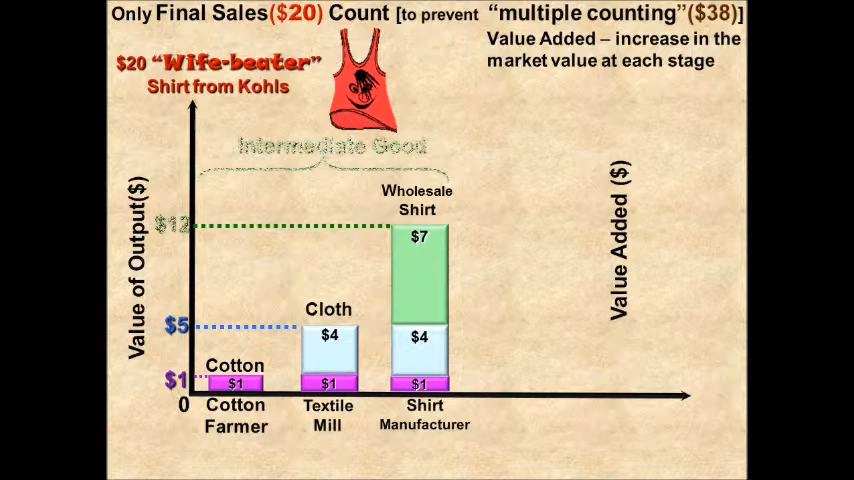 Only Final Sales($20) Count [to prevent “multiple counting”($38)]
Value Added – increase in the
market value at each stage
$20 “Wife-beater”
Shirt from Kohls
Intermediate Good
Wholesale
Shirt
$12
$7
Cloth
$5
$4
$4
Cotton
$1
$1
$1
$1
0
Cotton
Farmer
Textile
Mill
Shirt
Manufacturer
Value of Output($)
Value Added ($)